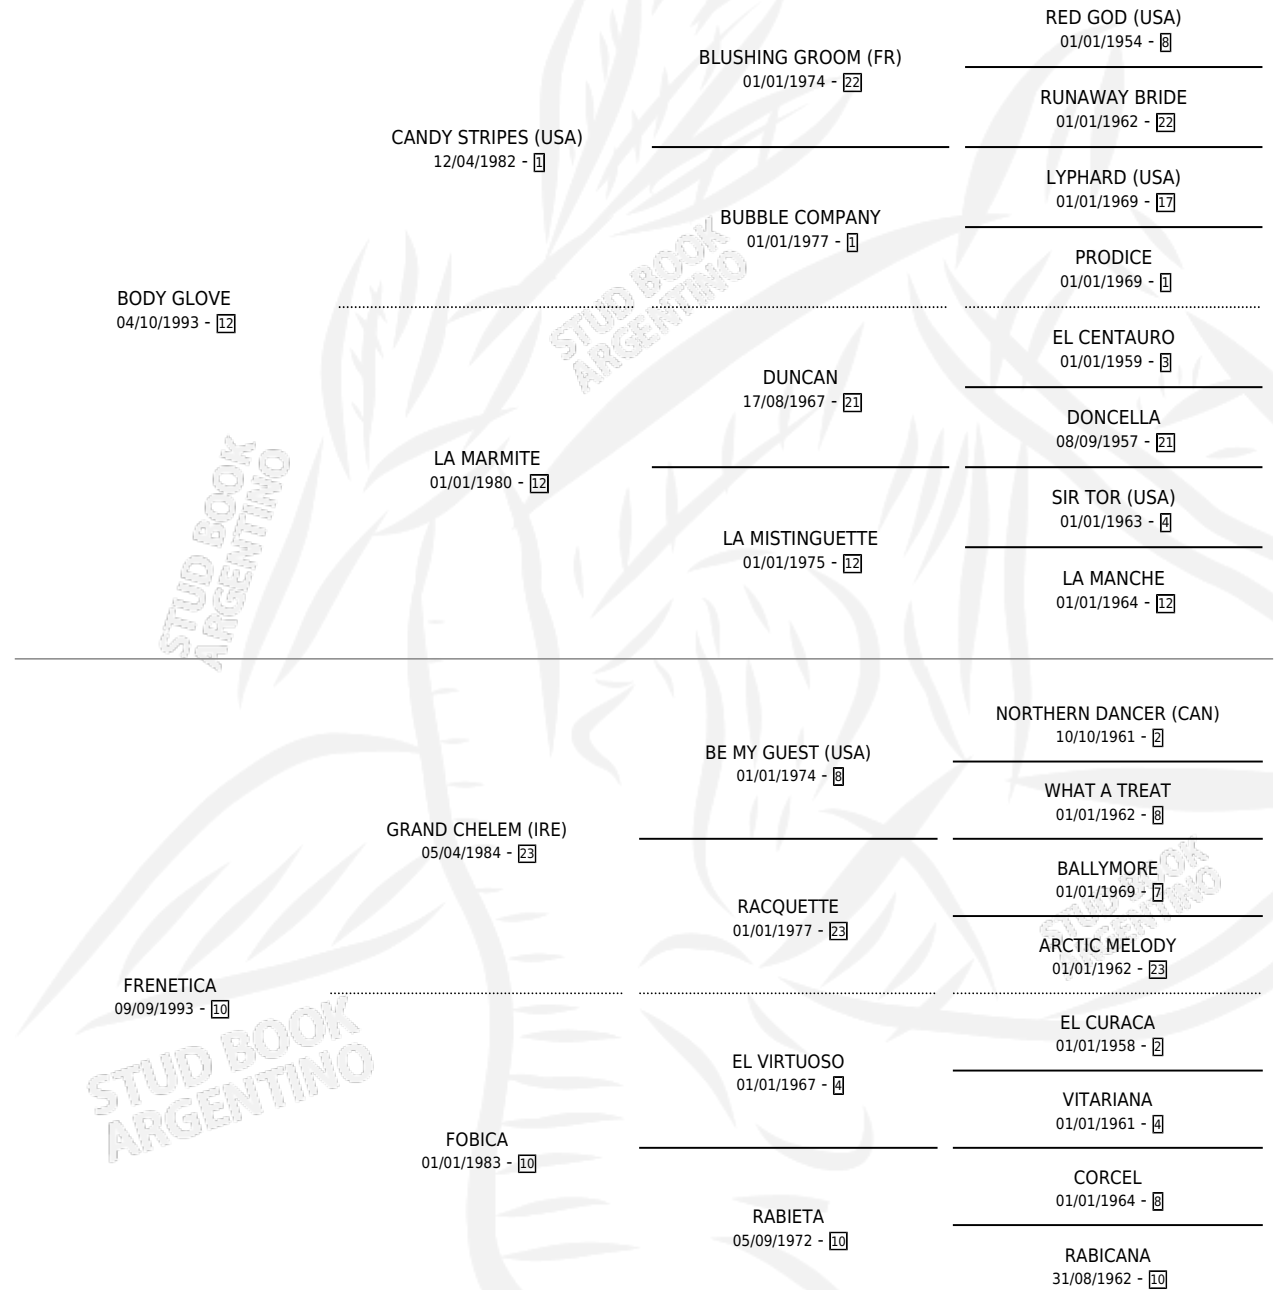 RED GOD (USA)
01/01/1954 - 8
BLUSHING GROOM (FR)
01/01/1974 - 22
RUNAWAY BRIDE
01/01/1962 - 22
CANDY STRIPES (USA)
12/04/1982 - 1
LYPHARD (USA)
01/01/1969 - 17
BUBBLE COMPANY
01/01/1977 - 1
PRODICE
01/01/1969 - 1
STUD BOOK
ARGENTINO
BODY GLOVE
04/10/1993 - 12
EL CENTAURO
01/01/1959 - 3
DUNCAN
17/08/1967 - 21
DONCELLA
08/09/1957 - 21
LA MARMITE
01/01/1980 - 12
SIR TOR (USA)
01/01/1963 - 4
LA MISTINGUETTE
01/01/1975 - 12
LA MANCHE
01/01/1964 - 12
STUD BOOK
ARGENTINO
NORTHERN DANCER (CAN)
10/10/1961 - 2
BE MY GUEST (USA)
01/01/1974 - 8
WHAT A TREAT
01/01/1962 - 8
GRAND CHELEM (IRE)
05/04/1984 - 23
BALLYMORE
01/01/1969 - 7
RACQUETTE
01/01/1977 - 23
ARCTIC MELODY
01/01/1962 - 23
STUD BOOK
ARGENTINO
FRENETICA
09/09/1993 - 10
EL CURACA
01/01/1958 - 2
EL VIRTUOSO
01/01/1967 - 4
VITARIANA
01/01/1961 - 4
STUD BOOK
ARGENTINO
FOBICA
01/01/1983 - 10
CORCEL
01/01/1964 - 8
RABIETA
05/09/1972 - 10
RABICANA
31/08/1962 - 10